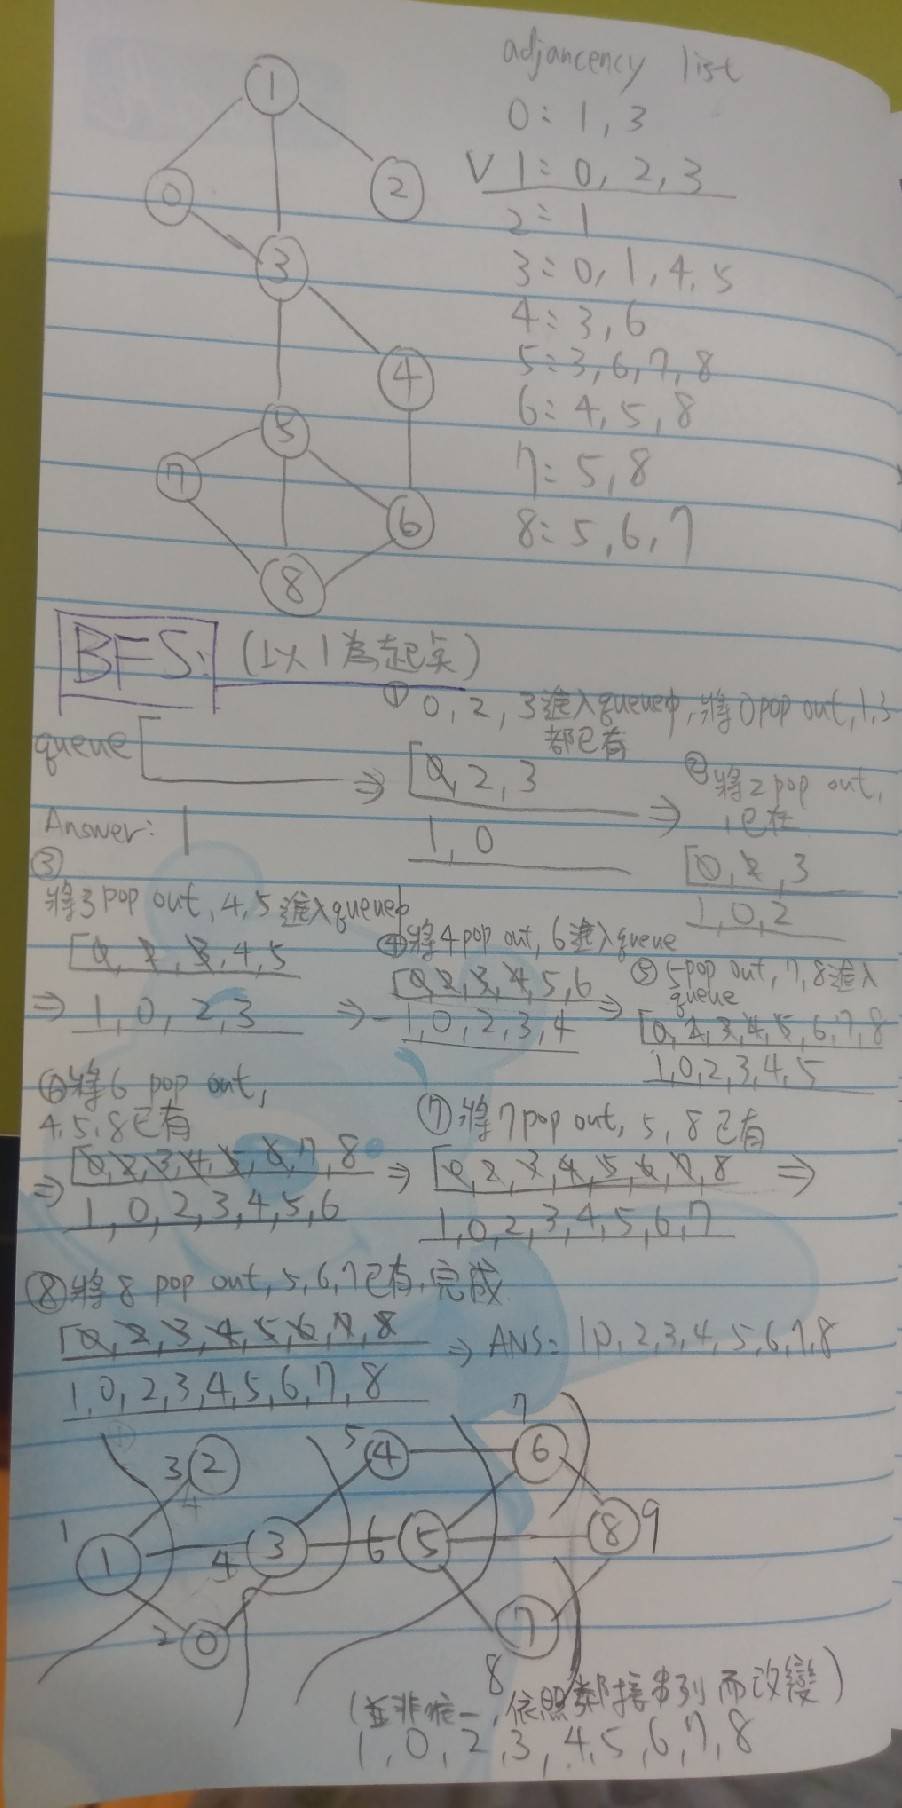 adjancency list
0: 1, 3
V 1: 0, 2, 3
2: 1
3: 0, 1, 4, 5
4: 3, 6
5: 3, 6, 7, 8
6: 4, 5, 8
7: 5, 8
8: 5, 6, 7
1
0
2
3
4
5
7
6
8
BFS: (以1為起点)
① 0, 2, 3進入queue中, 將0 pop out, 1, 3
都已有
queue
0, 2, 3
②將2 pop out,
1已在
Answer: 1
1, 0
0, 2, 3
1, 0, 2
③
將3 pop out, 4, 5進入queue中
0, 2, 3, 4, 5
⇒ 1, 0, 2, 3
④將4 pop out, 6進入queue
0, 2, 3, 4, 5, 6
⇒ 1, 0, 2, 3, 4
⑤ 5 pop out, 7, 8進入
queue
0, 2, 3, 4, 5, 6, 7, 8
1, 0, 2, 3, 4, 5
⑥將6 pop out,
4, 5, 8已有
0, 2, 3, 4, 5, 6, 7, 8
⇒ 1, 0, 2, 3, 4, 5, 6
⑦將7 pop out, 5, 8已有
⇒ 0, 2, 3, 4, 5, 6, 7, 8 ⇒
1, 0, 2, 3, 4, 5, 6, 7
⑧將8 pop out, 5, 6, 7已有, 完成
0, 2, 3, 4, 5, 6, 7, 8 ⇒ ANS: 1, 0, 2, 3, 4, 5, 6, 7, 8
1, 0, 2, 3, 4, 5, 6, 7, 8
3 2
5 4
7 6
1 1
4 3
6 5
8 9
2 0
7 8
(並非唯一, 依照鄰接串列而改變)
1, 0, 2, 3, 4, 5, 6, 7, 8